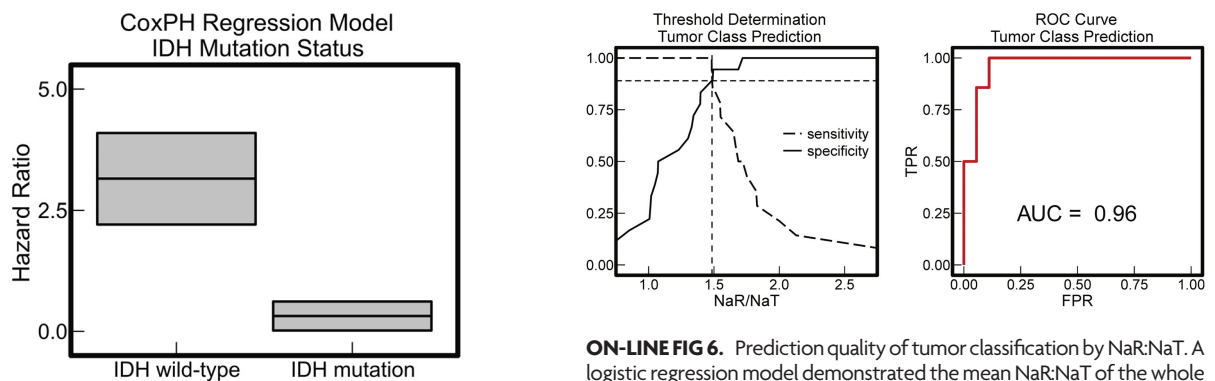 CoxPH Regression Model
IDH Mutation Status
Hazard Ratio
5.0
2.5
0.0
IDH wild-type
IDH mutation
Threshold Determination
Tumor Class Prediction
1.00
0.75
0.50
0.25
0.00
sensitivity
specificity
1.0
1.5
2.0
2.5
NaR/NaT
ROC Curve
Tumor Class Prediction
TPR
1.00
0.75
0.50
0.25
0.00
AUC = 0.96
0.00
0.25
0.50
0.75
1.00
FPR
ON-LINE FIG 6. Prediction quality of tumor classification by NaR:NaT. A
logistic regression model demonstrated the mean NaR:NaT of the whole